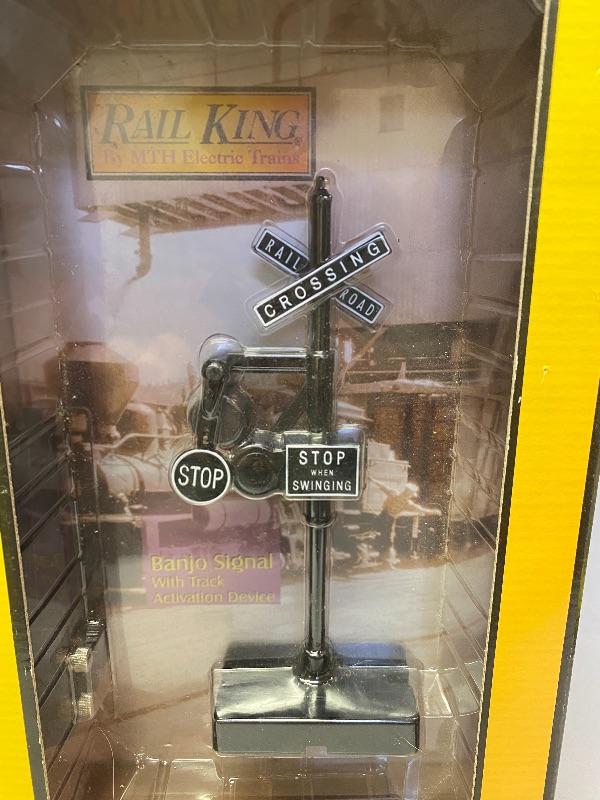 RAIL KING®
By MTH Electric Trains
RAIL ROAD
CROSSING
STOP
STOP
WHEN
SWINGING
Banjo Signal
With Track
Activation Device